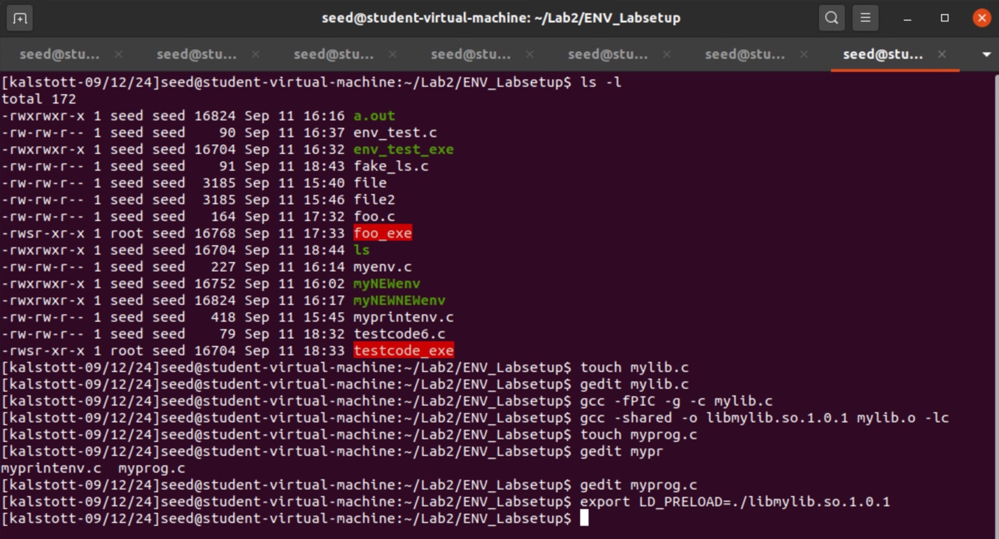 seed@student-virtual-machine: ~/Lab2/ENV_Labsetup
seed@stu... seed@stu... seed@stu... seed@stu... seed@stu... seed@stu... seed@stu...
[kalstott-09/12/24]seed@student-virtual-machine:~/Lab2/ENV_Labsetup$ ls -l
total 172
-rwxrwxr-x 1 seed seed 16824 Sep 11 16:16 a.out
-rw-rw-r-- 1 seed seed    90 Sep 11 16:37 env_test.c
-rwxrwxr-x 1 seed seed 16704 Sep 11 16:32 env_test_exe
-rw-rw-r-- 1 seed seed    91 Sep 11 18:43 fake_ls.c
-rw-rw-r-- 1 seed seed  3185 Sep 11 15:40 file
-rw-rw-r-- 1 seed seed  3185 Sep 11 15:46 file2
-rw-rw-r-- 1 seed seed   164 Sep 11 17:32 foo.c
-rwsr-xr-x 1 root seed 16768 Sep 11 17:33 foo_exe
-rwxrwxr-x 1 seed seed 16704 Sep 11 18:44 ls
-rw-rw-r-- 1 seed seed   227 Sep 11 16:14 myenv.c
-rwxrwxr-x 1 seed seed 16752 Sep 11 16:02 myNEWenv
-rwxrwxr-x 1 seed seed 16824 Sep 11 16:17 myNEWNEWenv
-rw-rw-r-- 1 seed seed   418 Sep 11 15:45 myprintenv.c
-rw-rw-r-- 1 seed seed    79 Sep 11 18:32 testcode6.c
-rwsr-xr-x 1 root seed 16704 Sep 11 18:33 testcode_exe
[kalstott-09/12/24]seed@student-virtual-machine:~/Lab2/ENV_Labsetup$ touch mylib.c
[kalstott-09/12/24]seed@student-virtual-machine:~/Lab2/ENV_Labsetup$ gedit mylib.c
[kalstott-09/12/24]seed@student-virtual-machine:~/Lab2/ENV_Labsetup$ gcc -fPIC -g -c mylib.c
[kalstott-09/12/24]seed@student-virtual-machine:~/Lab2/ENV_Labsetup$ gcc -shared -o libmylib.so.1.0.1 mylib.o -lc
[kalstott-09/12/24]seed@student-virtual-machine:~/Lab2/ENV_Labsetup$ touch myprog.c
[kalstott-09/12/24]seed@student-virtual-machine:~/Lab2/ENV_Labsetup$ gedit mypr
myprintenv.c  myprog.c
[kalstott-09/12/24]seed@student-virtual-machine:~/Lab2/ENV_Labsetup$ gedit myprog.c
[kalstott-09/12/24]seed@student-virtual-machine:~/Lab2/ENV_Labsetup$ export LD_PRELOAD=./libmylib.so.1.0.1
[kalstott-09/12/24]seed@student-virtual-machine:~/Lab2/ENV_Labsetup$